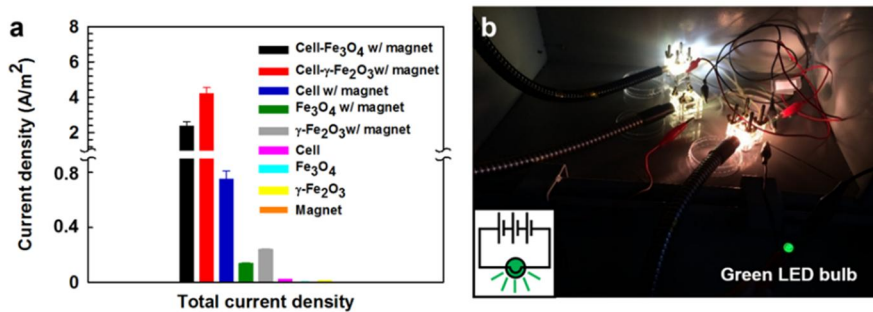 a
Current density (A/m²)
8
6
4
2
0.8
0.4
0
Cell-Fe₃O₄ w/ magnet
Cell-γ-Fe₂O₃w/ magnet
Cell w/ magnet
Fe₃O₄ w/ magnet
γ-Fe₂O₃w/ magnet
Cell
Fe₃O₄
γ-Fe₂O₃
Magnet
Total current density
b
Green LED bulb